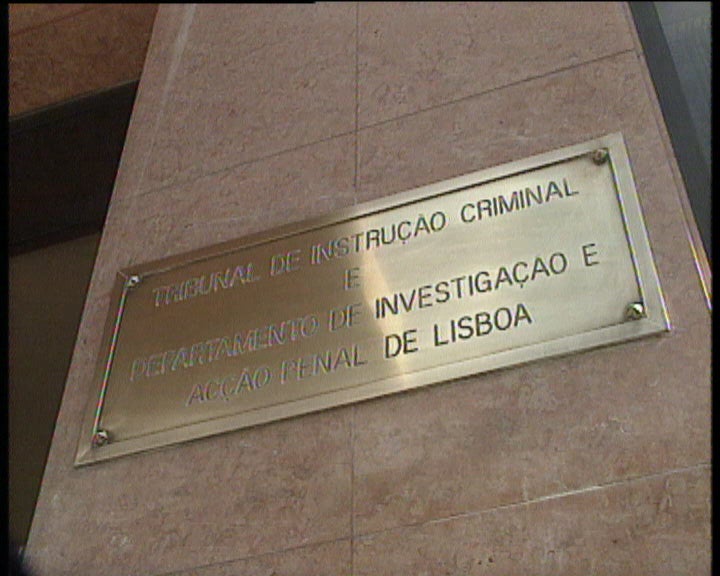 TRIBUNAL DE INSTRUÇÃO CRIMINAL
E
DEPARTAMENTO DE INVESTIGAÇÃO E
ACÇÃO PENAL DE LISBOA